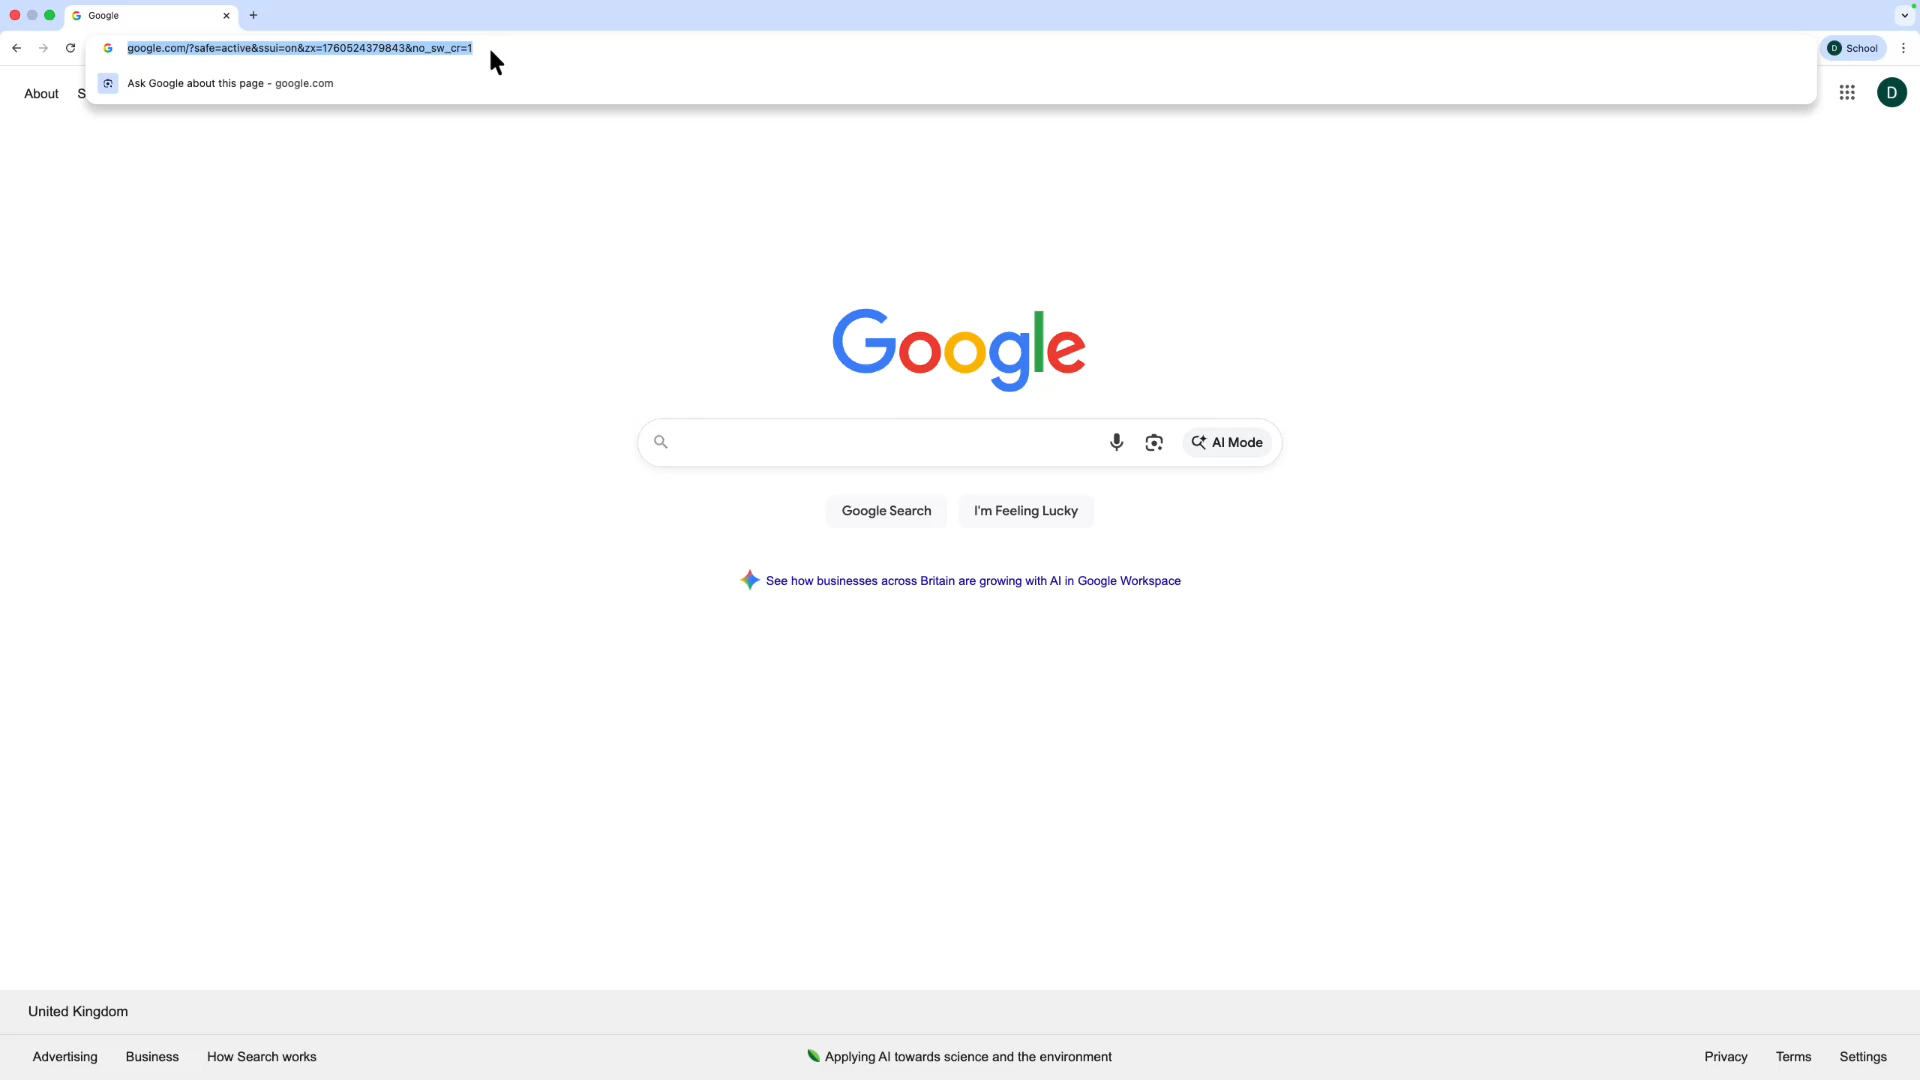 Google
google.com/?safe=active&ssui=on&zx=1760524379843&no_sw_cr=1
D School
Ask Google about this page - google.com
About S
D
Google
AI Mode
Google Search I'm Feeling Lucky
See how businesses across Britain are growing with AI in Google Workspace
United Kingdom
Advertising Business How Search works Applying AI towards science and the environment Privacy Terms Settings